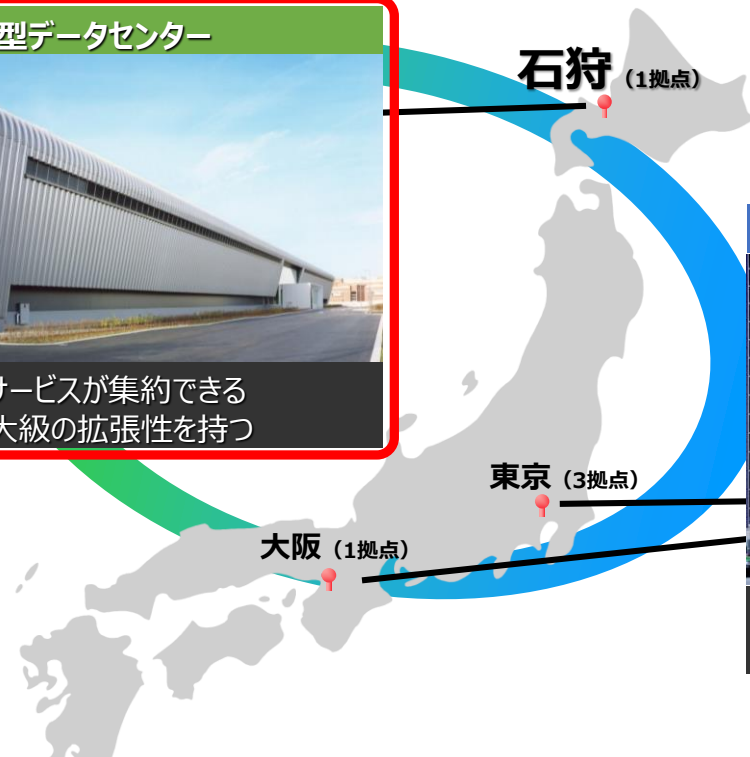 型データセンター
石狩（1拠点）
サービスが集約できる
大級の拡張性を持つ
東京（3拠点）
大阪（1拠点）